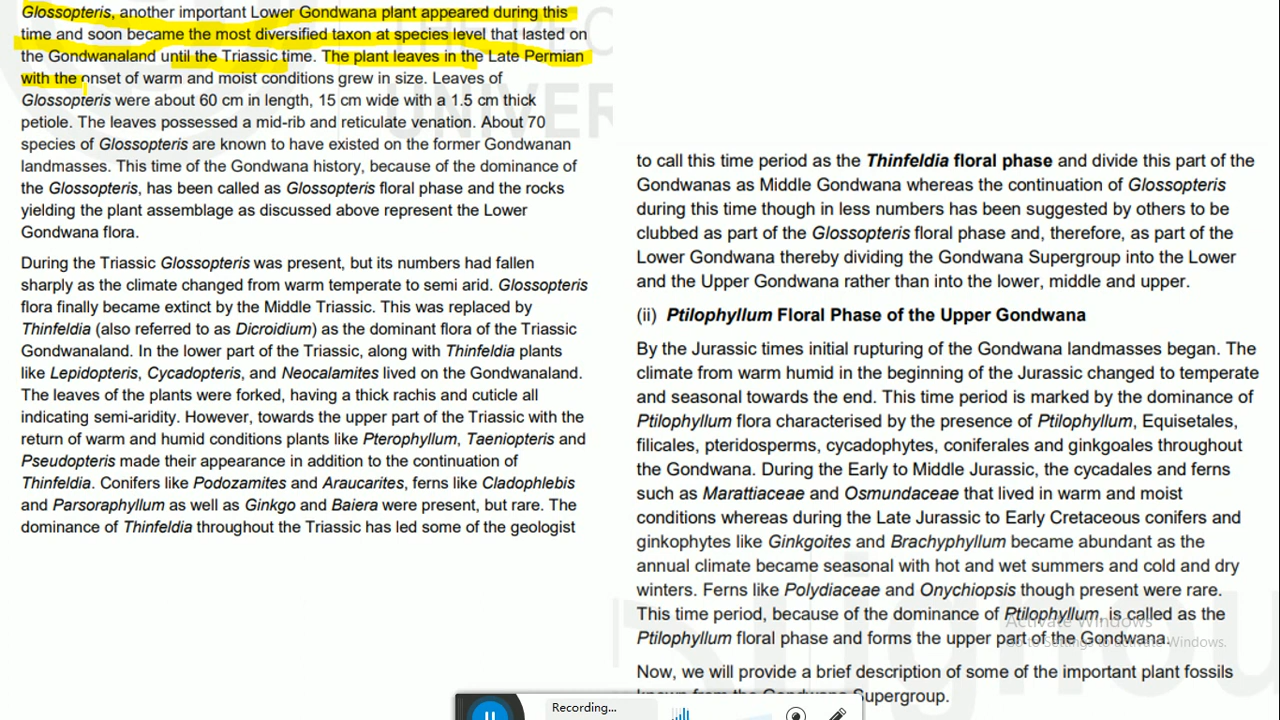 Glossopteris, another important Lower Gondwana plant appeared during this
time and soon became the most diversified taxon at species level that lasted on
the Gondwanaland until the Triassic time. The plant leaves in the Late Permian
with the onset of warm and moist conditions grew in size. Leaves of
Glossopteris were about 60 cm in length, 15 cm wide with a 1.5 cm thick
petiole. The leaves possessed a mid-rib and reticulate venation. About 70
species of Glossopteris are known to have existed on the former Gondwanan
landmasses. This time of the Gondwana history, because of the dominance of
the Glossopteris, has been called as Glossopteris floral phase and the rocks
yielding the plant assemblage as discussed above represent the Lower
Gondwana flora.
During the Triassic Glossopteris was present, but its numbers had fallen
sharply as the climate changed from warm temperate to semi arid. Glossopteris
flora finally became extinct by the Middle Triassic. This was replaced by
Thinfeldia (also referred to as Dicroidium) as the dominant flora of the Triassic
Gondwanaland. In the lower part of the Triassic, along with Thinfeldia plants
like Lepidopteris, Cycadopteris, and Neocalamites lived on the Gondwanaland.
The leaves of the plants were forked, having a thick rachis and cuticle all
indicating semi-aridity. However, towards the upper part of the Triassic with the
return of warm and humid conditions plants like Pterophyllum, Taeniopteris and
Pseudopteris made their appearance in addition to the continuation of
Thinfeldia. Conifers like Podozamites and Araucarites, ferns like Cladophlebis
and Parsoraphyllum as well as Ginkgo and Baiera were present, but rare. The
dominance of Thinfeldia throughout the Triassic has led some of the geologist
to call this time period as the Thinfeldia floral phase and divide this part of the
Gondwanas as Middle Gondwana whereas the continuation of Glossopteris
during this time though in less numbers has been suggested by others to be
clubbed as part of the Glossopteris floral phase and, therefore, as part of the
Lower Gondwana thereby dividing the Gondwana Supergroup into the Lower
and the Upper Gondwana rather than into the lower, middle and upper.
(ii) Ptilophyllum Floral Phase of the Upper Gondwana
By the Jurassic times initial rupturing of the Gondwana landmasses began. The
climate from warm humid in the beginning of the Jurassic changed to temperate
and seasonal towards the end. This time period is marked by the dominance of
Ptilophyllum flora characterised by the presence of Ptilophyllum, Equisetales,
filicales, pteridosperms, cycadophytes, coniferales and ginkgoales throughout
the Gondwana. During the Early to Middle Jurassic, the cycadales and ferns
such as Marattiaceae and Osmundaceae that lived in warm and moist
conditions whereas during the Late Jurassic to Early Cretaceous conifers and
ginkophytes like Ginkgoites and Brachyphyllum became abundant as the
annual climate became seasonal with hot and wet summers and cold and dry
winters. Ferns like Polydiaceae and Onychiopsis though present were rare.
This time period, because of the dominance of Ptilophyllum, is called as the
Ptilophyllum floral phase and forms the upper part of the Gondwana.
Now, we will provide a brief description of some of the important plant fossils
known from the Gondwana Supergroup.
Activate Windows
Go to Settings to activate Windows.
Recording...